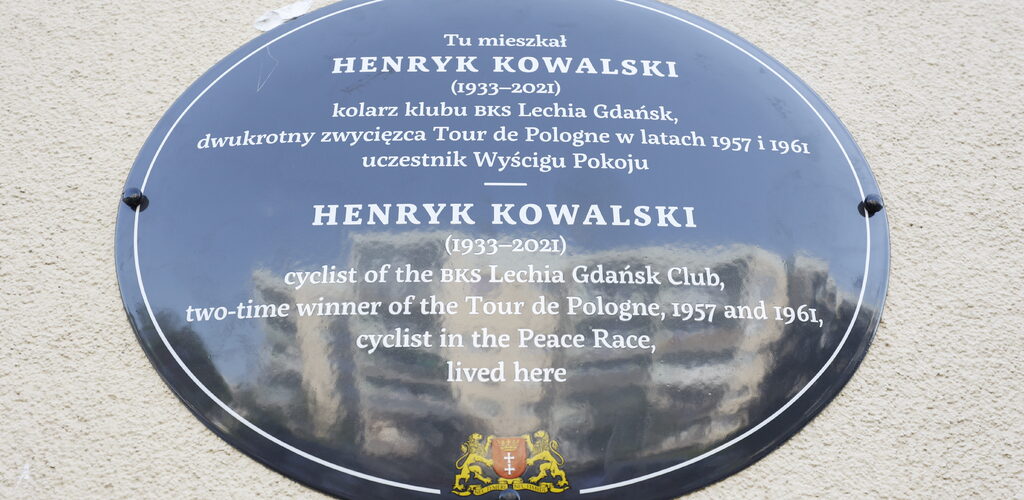 Tu mieszkał
HENRYK KOWALSKI
(1933–2021)
kolarz klubu BKS Lechia Gdańsk,
dwukrotny zwycięzca Tour de Pologne w latach 1957 i 1961
uczestnik Wyścigu Pokoju
HENRYK KOWALSKI
(1933–2021)
cyclist of the BKS Lechia Gdańsk Club,
two-time winner of the Tour de Pologne, 1957 and 1961,
cyclist in the Peace Race,
lived here